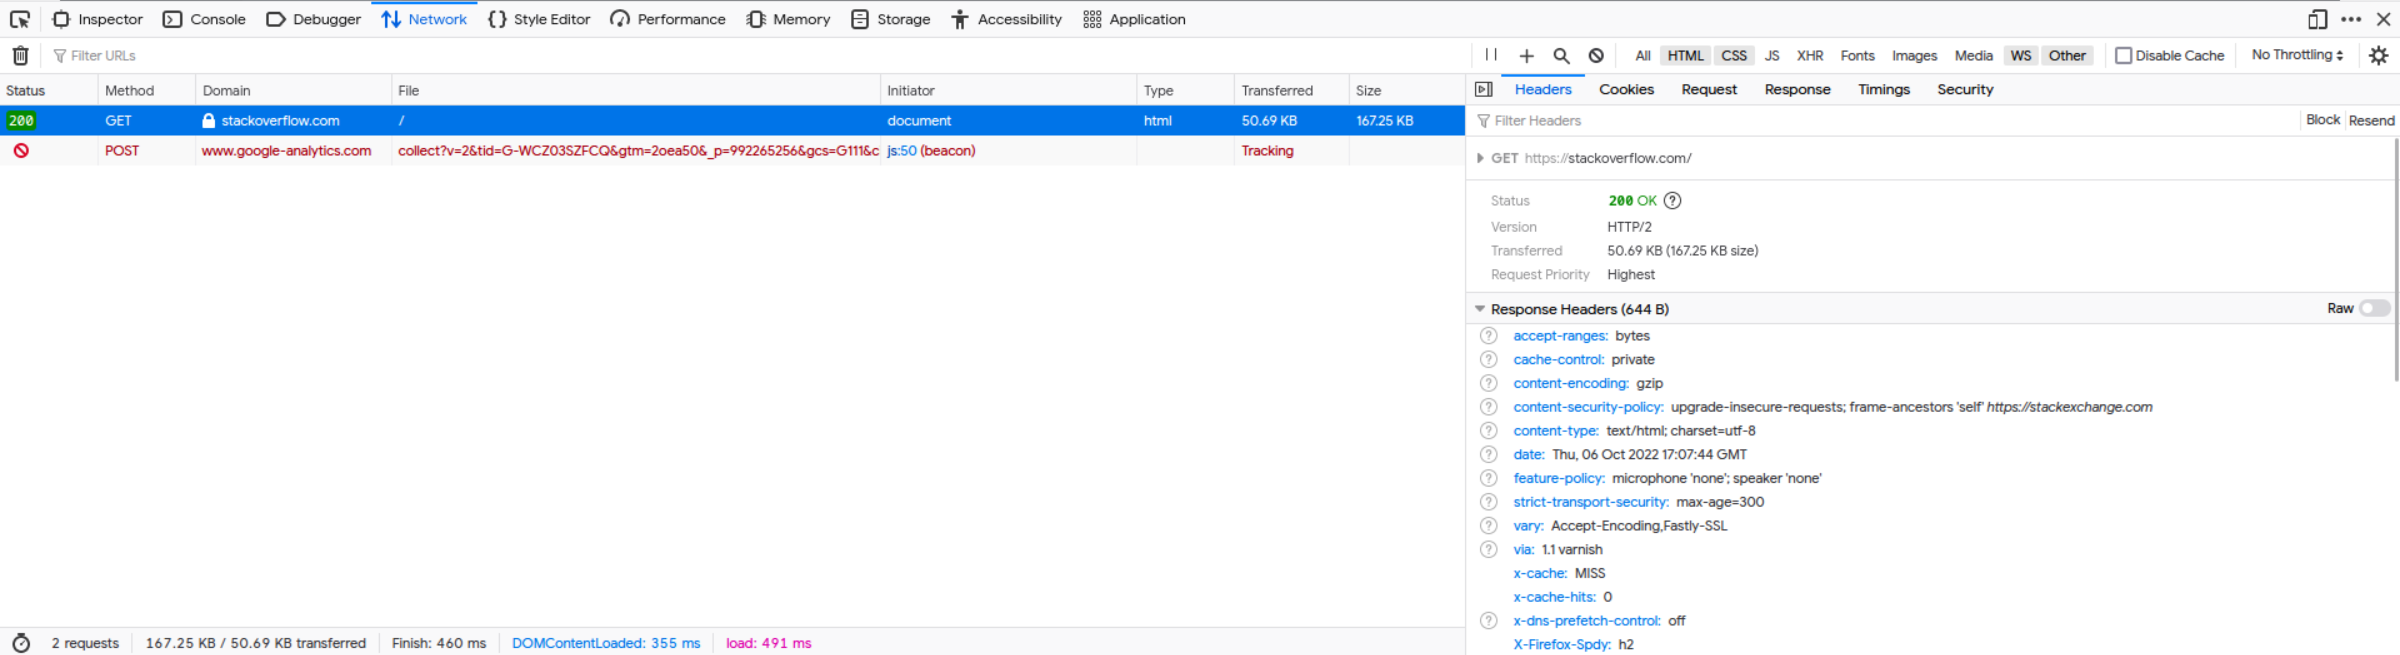 Inspector Console Debugger Network Style Editor Performance Memory Storage Accessibility Application
Filter URLs All HTML CSS JS XHR Fonts Images Media WS Other Disable Cache No Throttling
Status Method Domain File Initiator Type Transferred Size
200 GET stackoverflow.com / document html 50.69 KB 167.25 KB
POST www.google-analytics.com collect?v=2&tid=G-WCZ03SZFCQ&gtm=2oea50&_p=992265256&gcs=G111&c js:50 (beacon) Tracking
Headers Cookies Request Response Timings Security
Filter Headers Block Resend
GET https://stackoverflow.com/
Status 200 OK
Version HTTP/2
Transferred 50.69 KB (167.25 KB size)
Request Priority Highest
Response Headers (644 B) Raw
accept-ranges: bytes
cache-control: private
content-encoding: gzip
content-security-policy: upgrade-insecure-requests; frame-ancestors 'self' https://stackexchange.com
content-type: text/html; charset=utf-8
date: Thu, 06 Oct 2022 17:07:44 GMT
feature-policy: microphone 'none'; speaker 'none'
strict-transport-security: max-age=300
vary: Accept-Encoding,Fastly-SSL
via: 1.1 varnish
x-cache: MISS
x-cache-hits: 0
x-dns-prefetch-control: off
X-Firefox-Spdy: h2
2 requests 167.25 KB / 50.69 KB transferred Finish: 460 ms DOMContentLoaded: 355 ms load: 491 ms